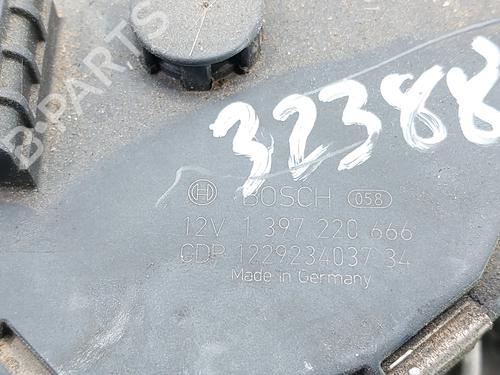 B-PARTS
32388
BOSCH 058
12V 1 397 220 666
CDP 1229234037 34
Made in Germany